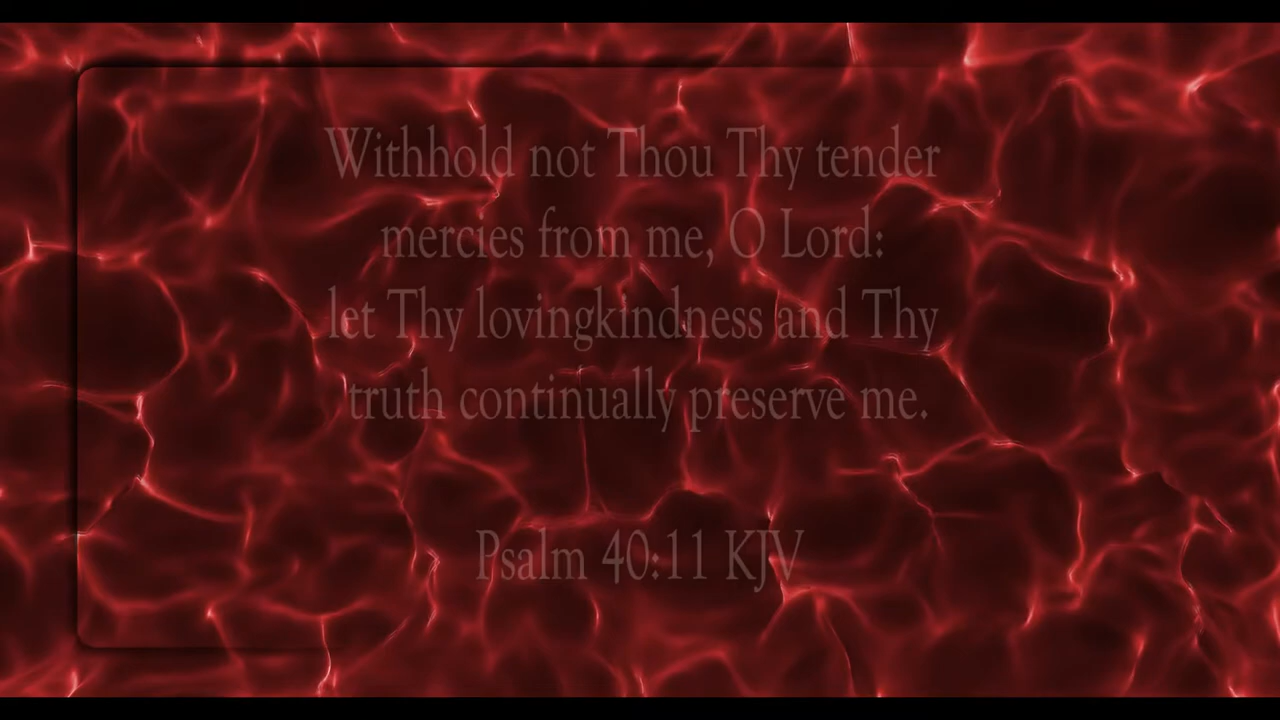 Withhold not Thou Thy tender
mercies from me, O Lord:
let Thy lovingkindness and Thy
truth continually preserve me.
Psalm 40:11 KJV